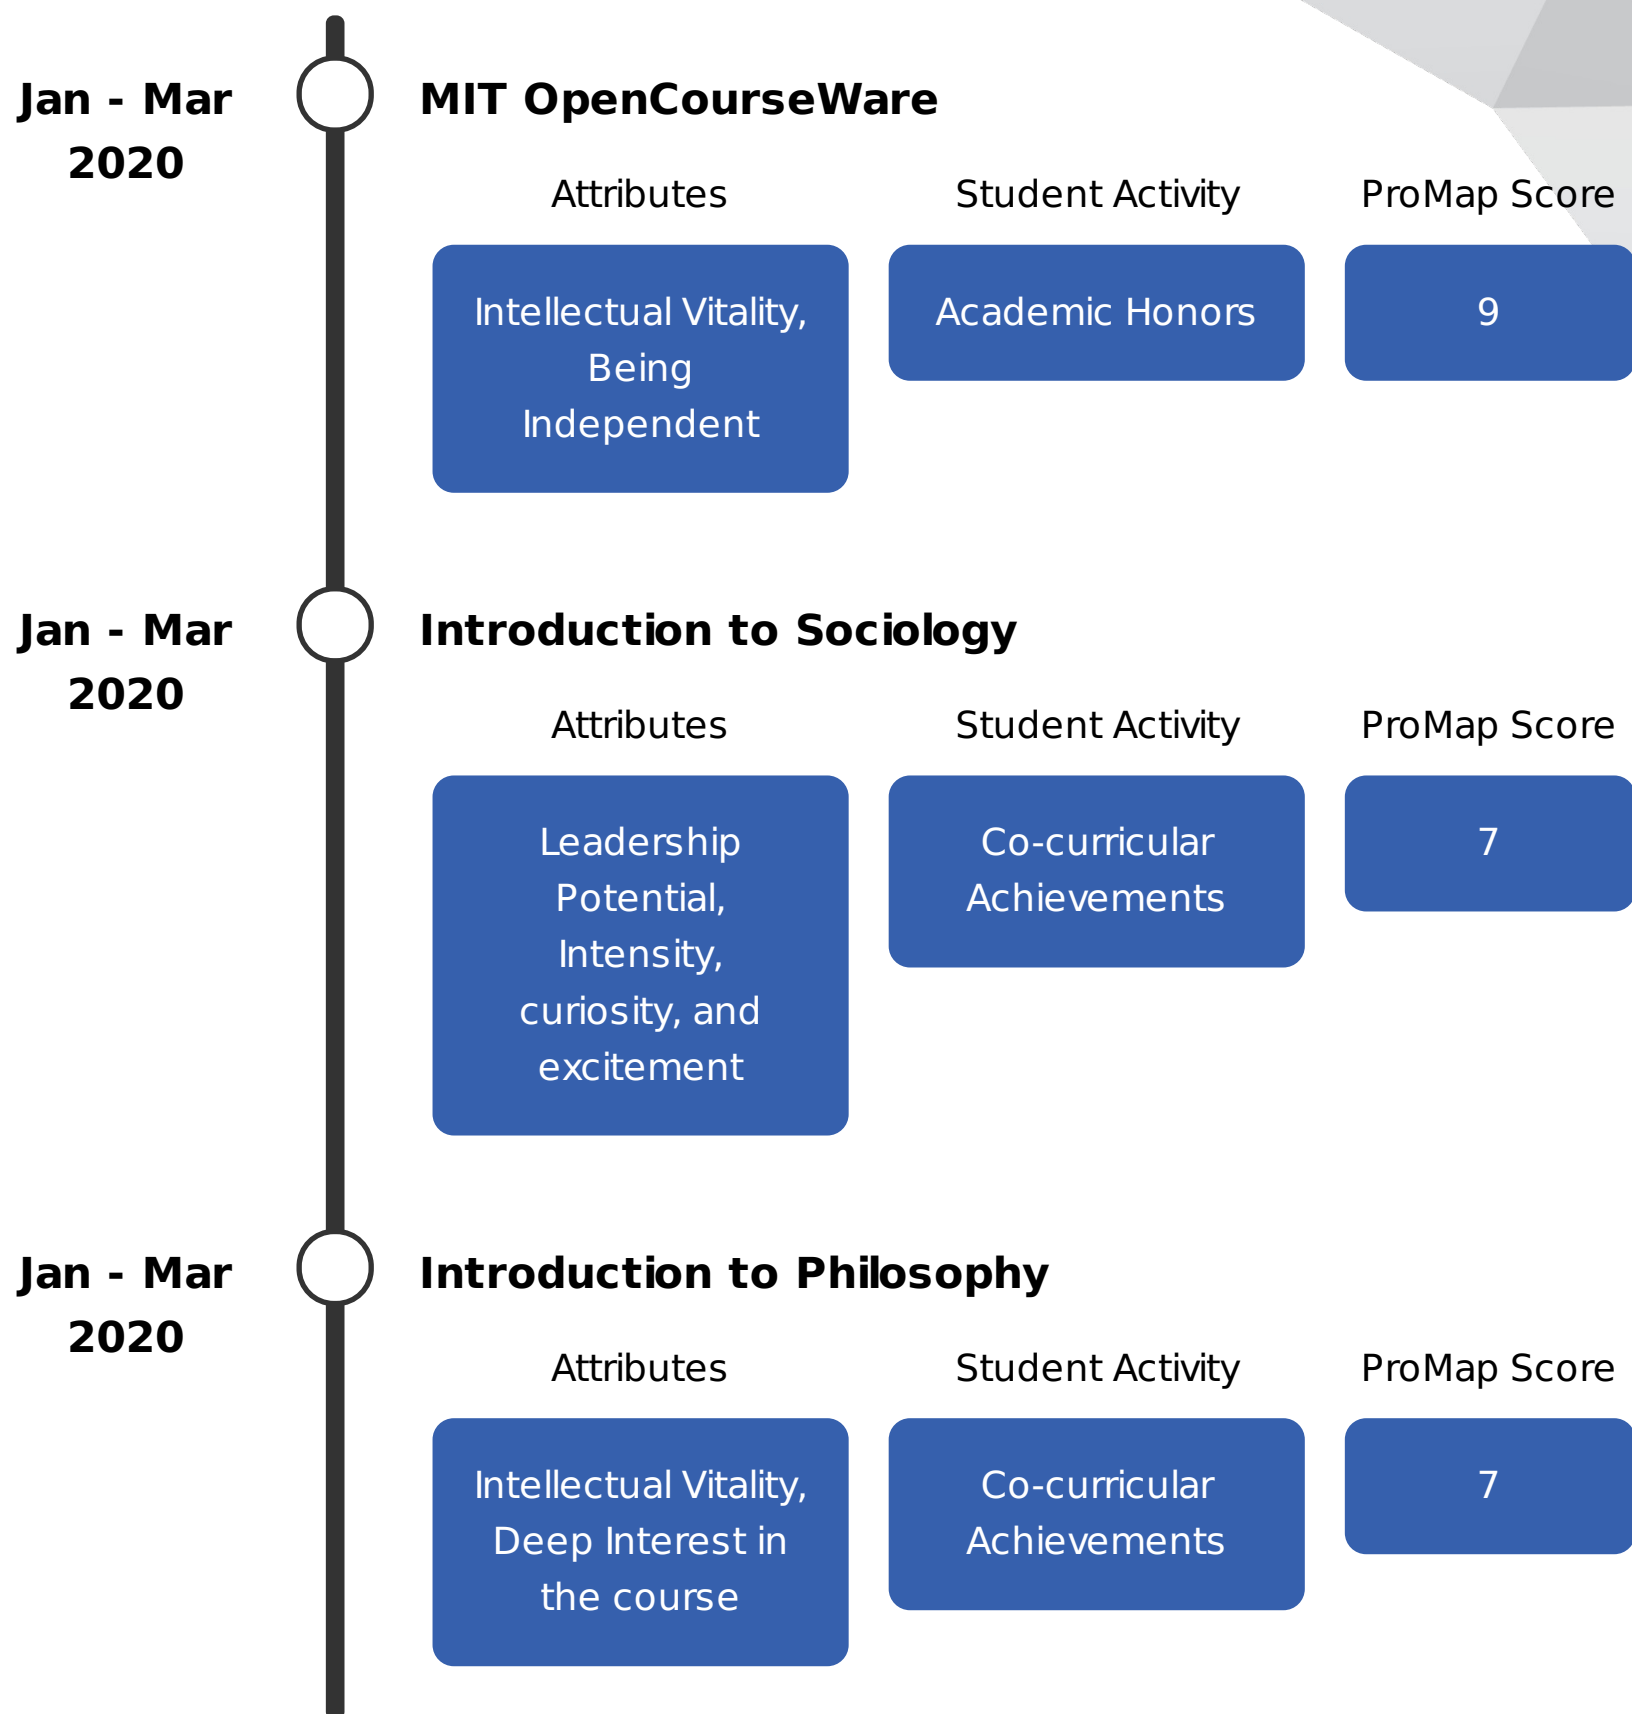 Jan - Mar
2020
MIT OpenCourseWare
Attributes
Student Activity
ProMap Score
Intellectual Vitality,
Being
Independent
Academic Honors
9
Jan - Mar
2020
Introduction to Sociology
Attributes
Student Activity
ProMap Score
Leadership
Potential,
Intensity,
curiosity, and
excitement
Co-curricular
Achievements
7
Jan - Mar
2020
Introduction to Philosophy
Attributes
Student Activity
ProMap Score
Intellectual Vitality,
Deep Interest in
the course
Co-curricular
Achievements
7